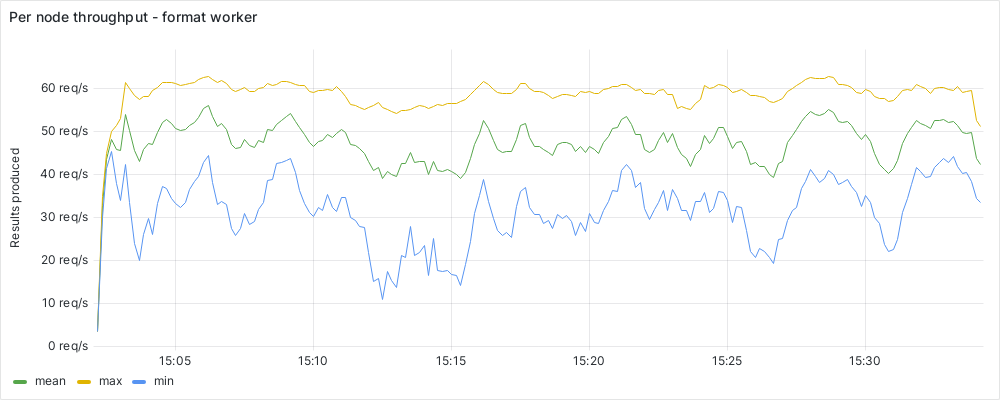 Per node throughput - format worker
Results produced
60 req/s
50 req/s
40 req/s
30 req/s
20 req/s
10 req/s
0 req/s
15:05 15:10 15:15 15:20 15:25 15:30
mean max min